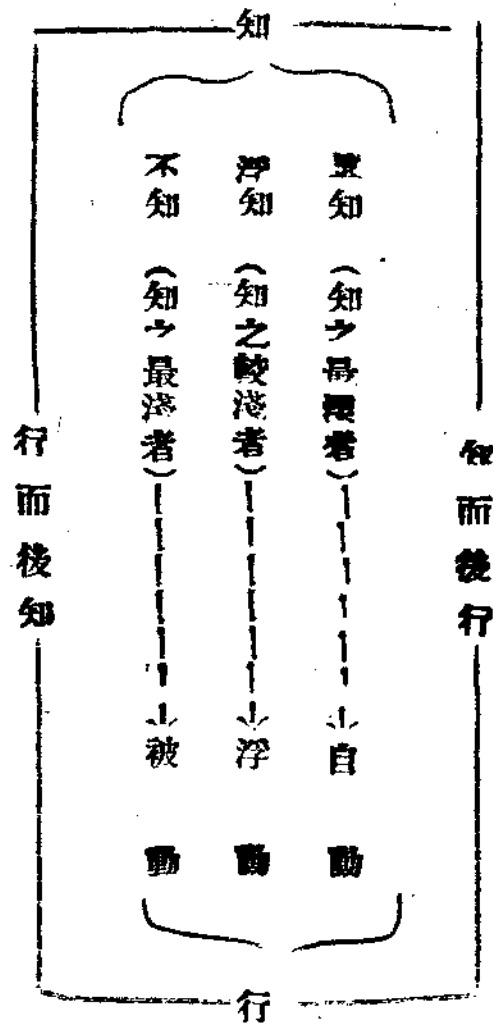 知
知而後行
真知(知之最深者)自動
浮知(知之較淺者)浮動
不知(知之最淺者)被動
行而後知
行